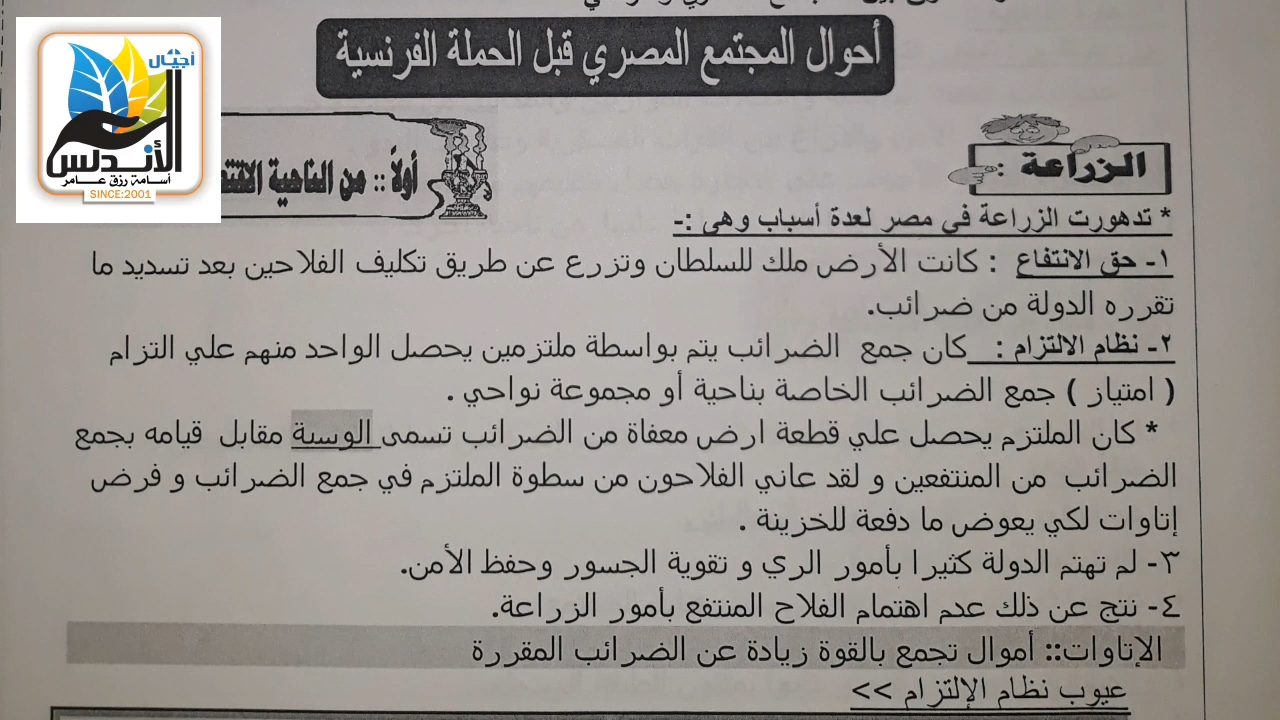 أحوال المجتمع المصري قبل الحملة الفرنسية
أجيال
الأندلس
أسامة رزق عامر
SINCE:2001
أولاً :: من الناحية
الزراعة :
* تدهورت الزراعة في مصر لعدة أسباب وهى :-
١- حق الانتفاع : كانت الأرض ملك للسلطان وتزرع عن طريق تكليف الفلاحين بعد تسديد ما
تقرره الدولة من ضرائب.
٢- نظام الالتزام : كان جمع الضرائب يتم بواسطة ملتزمين يحصل الواحد منهم علي التزام
( امتياز ) جمع الضرائب الخاصة بناحية أو مجموعة نواحي .
* كان الملتزم يحصل علي قطعة ارض معفاة من الضرائب تسمى الوسية مقابل قيامه بجمع
الضرائب من المنتفعين و لقد عاني الفلاحون من سطوة الملتزم في جمع الضرائب و فرض
إتاوات لكي يعوض ما دفعة للخزينة .
٣- لم تهتم الدولة كثيرا بأمور الري و تقوية الجسور وحفظ الأمن.
٤- نتج عن ذلك عدم اهتمام الفلاح المنتفع بأمور الزراعة.
الإتاوات:: أموال تجمع بالقوة زيادة عن الضرائب المقررة
عيوب نظام الإلتزام >>